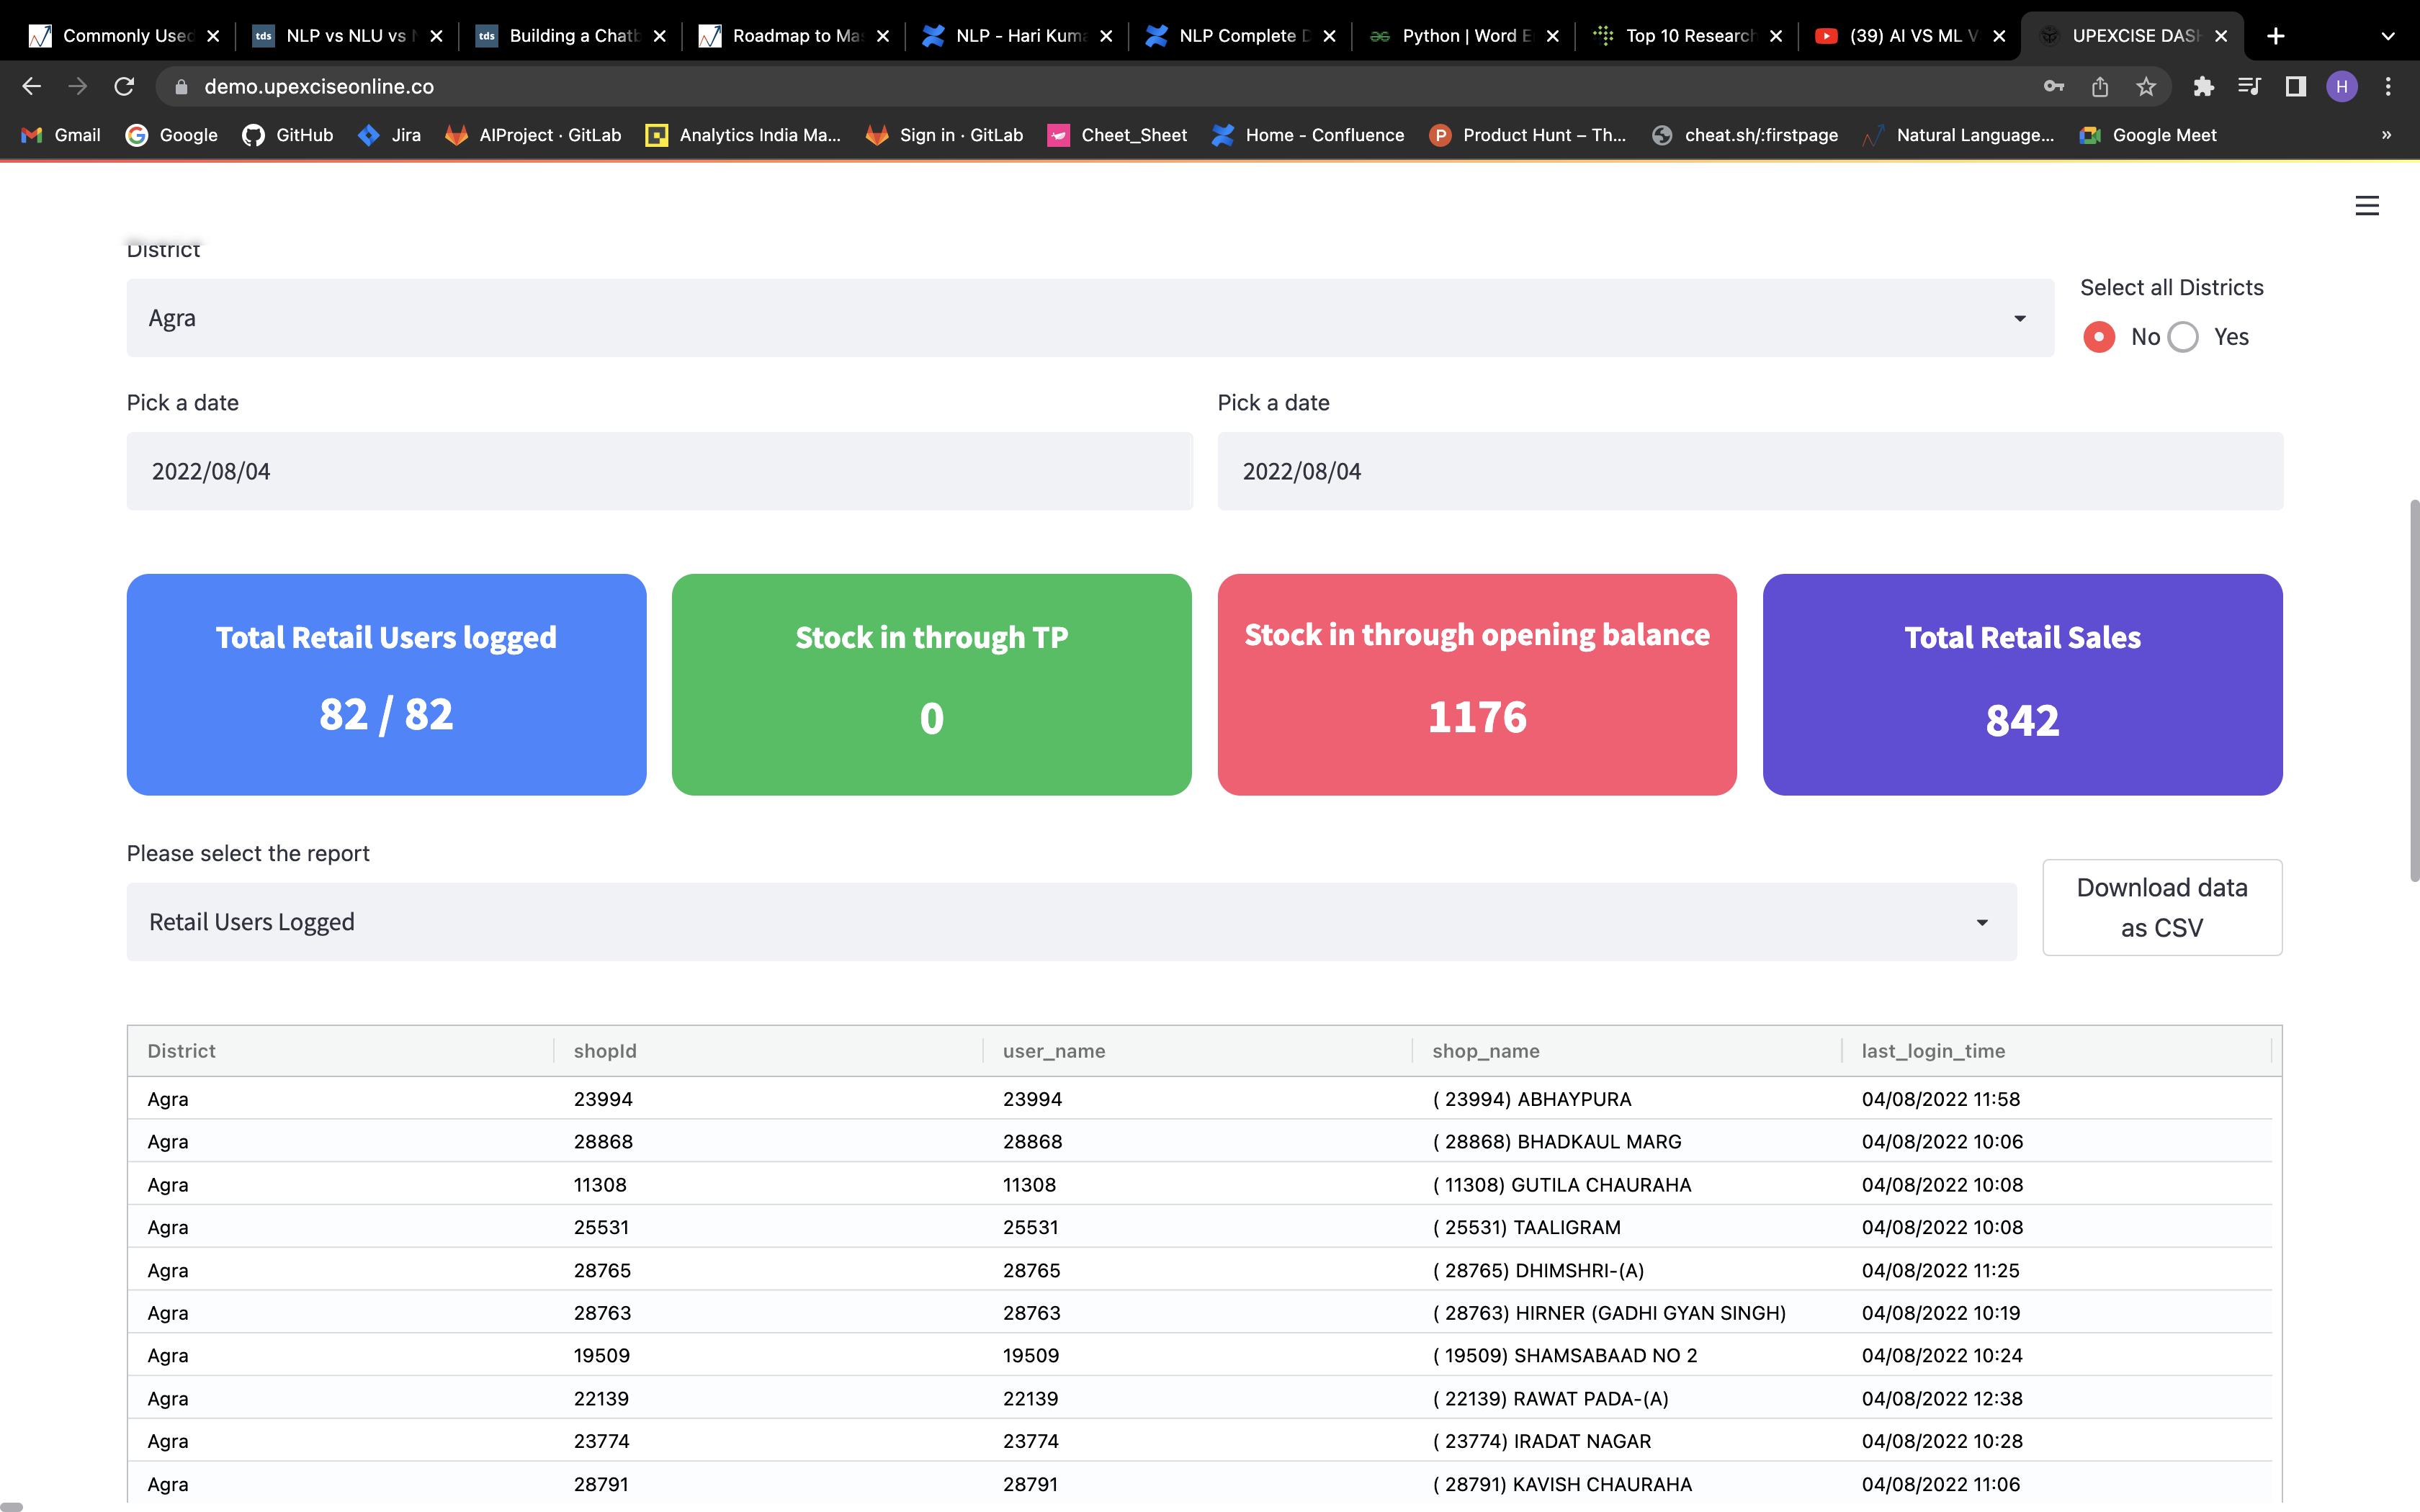 Commonly Used
NLP vs NLU vs
Building a Chatb
Roadmap to Mas
NLP - Hari Kuma
NLP Complete D
Python | Word E
Top 10 Research
(39) AI VS ML V
UPEXCISE DASH
demo.upexciseonline.co
H
Gmail
Google
GitHub
Jira
AIProject · GitLab
Analytics India Ma...
Sign in · GitLab
Cheet_Sheet
Home - Confluence
Product Hunt – Th...
cheat.sh/:firstpage
Natural Language...
Google Meet
»
District
Agra
Select all Districts
No Yes
Pick a date
2022/08/04
Pick a date
2022/08/04
Total Retail Users logged
82 / 82
Stock in through TP
0
Stock in through opening balance
1176
Total Retail Sales
842
Please select the report
Retail Users Logged
Download data
as CSV
District shopId user_name shop_name last_login_time
Agra 23994 23994 ( 23994) ABHAYPURA 04/08/2022 11:58
Agra 28868 28868 ( 28868) BHADKAUL MARG 04/08/2022 10:06
Agra 11308 11308 ( 11308) GUTILA CHAURAHA 04/08/2022 10:08
Agra 25531 25531 ( 25531) TAALIGRAM 04/08/2022 10:08
Agra 28765 28765 ( 28765) DHIMSHRI-(A) 04/08/2022 11:25
Agra 28763 28763 ( 28763) HIRNER (GADHI GYAN SINGH) 04/08/2022 10:19
Agra 19509 19509 ( 19509) SHAMSABAAD NO 2 04/08/2022 10:24
Agra 22139 22139 ( 22139) RAWAT PADA-(A) 04/08/2022 12:38
Agra 23774 23774 ( 23774) IRADAT NAGAR 04/08/2022 10:28
Agra 28791 28791 ( 28791) KAVISH CHAURAHA 04/08/2022 11:06